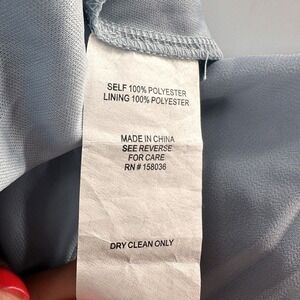 SELF 100% POLYESTER
LINING 100% POLYESTER
MADE IN CHINA
SEE REVERSE
FOR CARE
RN # 158036
DRY CLEAN ONLY